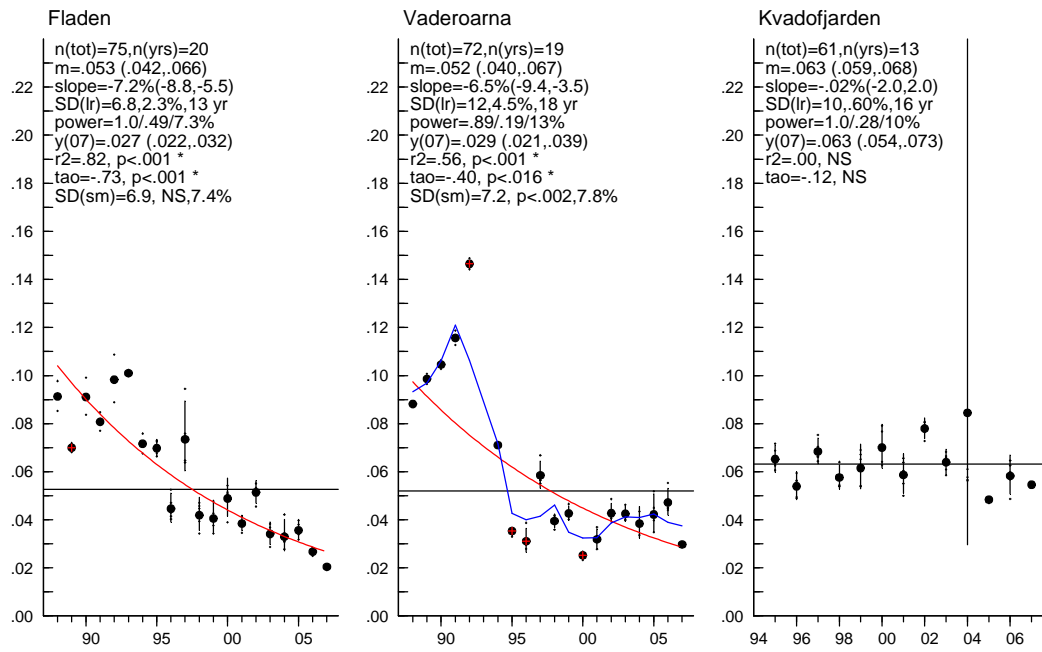 Fladen
n(tot)=75,n(yrs)=20
m=.053 (.042,.066)
slope=-7.2%(-8.8,-5.5)
SD(lr)=6.8,2.3%,13 yr
power=1.0/.49/7.3%
y(07)=.027 (.022,.032)
r2=.82, p<.001 *
tao=-.73, p<.001 *
SD(sm)=6.9, NS,7.4%
.22
.20
.18
.16
.14
.12
.10
.08
.06
.04
.02
.00
90 95 00 05
Vaderoarna
n(tot)=72,n(yrs)=19
m=.052 (.040,.067)
slope=-6.5%(-9.4,-3.5)
SD(lr)=12,4.5%,18 yr
power=.89/.19/13%
y(07)=.029 (.021,.039)
r2=.56, p<.001 *
tao=-.40, p<.016 *
SD(sm)=7.2, p<.002,7.8%
.22
.20
.18
.16
.14
.12
.10
.08
.06
.04
.02
.00
90 95 00 05
Kvadofjarden
n(tot)=61,n(yrs)=13
m=.063 (.059,.068)
slope=-.02%(-2.0,2.0)
SD(lr)=10,.60%,16 yr
power=1.0/.28/10%
y(07)=.063 (.054,.073)
r2=.00, NS
tao=-.12, NS
.22
.20
.18
.16
.14
.12
.10
.08
.06
.04
.02
.00
94 96 98 00 02 04 06